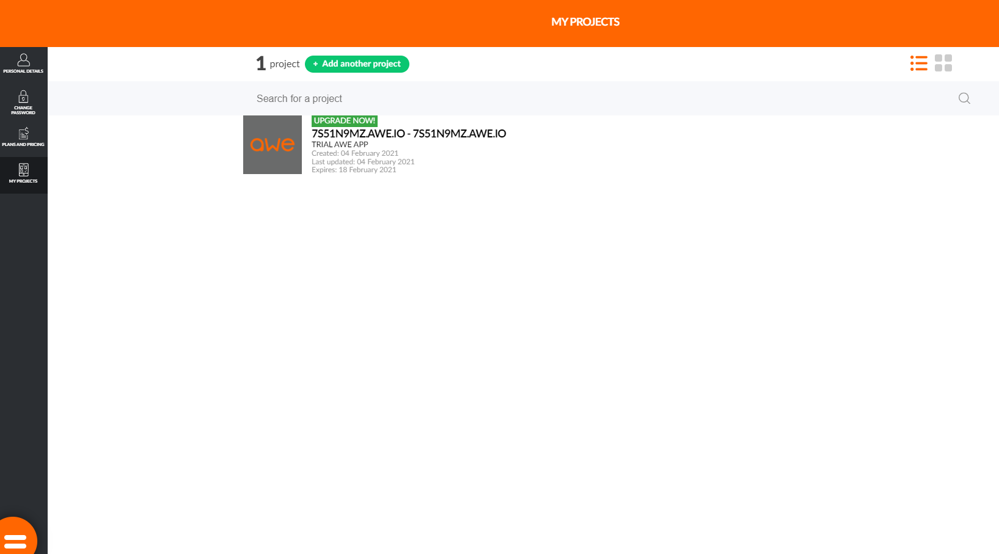 MY PROJECTS
PERSONAL DETAILS
CHANGE
PASSWORD
PLANS AND PRICING
MY PROJECTS
1 project + Add another project
Search for a project
awe
UPGRADE NOW!
7S51N9MZ.AWE.IO - 7S51N9MZ.AWE.IO
TRIAL AWE APP
Created: 04 February 2021
Last updated: 04 February 2021
Expires: 18 February 2021